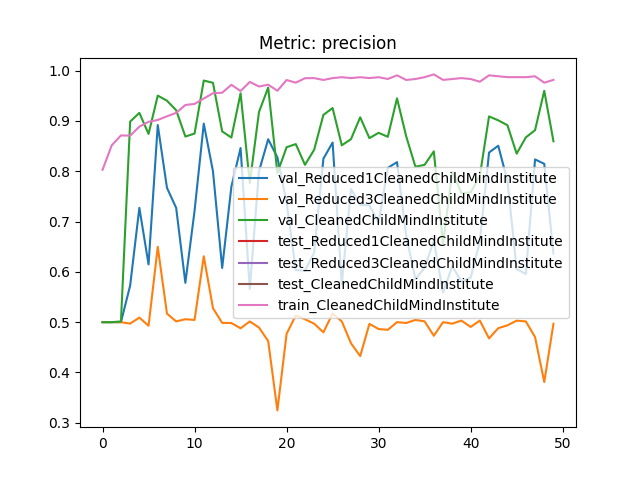 Metric: precision
1.0
0.9
0.8
0.7
0.6
0.5
0.4
0.3
val_Reduced1CleanedChildMindInstitute
val_Reduced3CleanedChildMindInstitute
val_CleanedChildMindInstitute
test_Reduced1CleanedChildMindInstitute
test_Reduced3CleanedChildMindInstitute
test_CleanedChildMindInstitute
train_CleanedChildMindInstitute
0 10 20 30 40 50